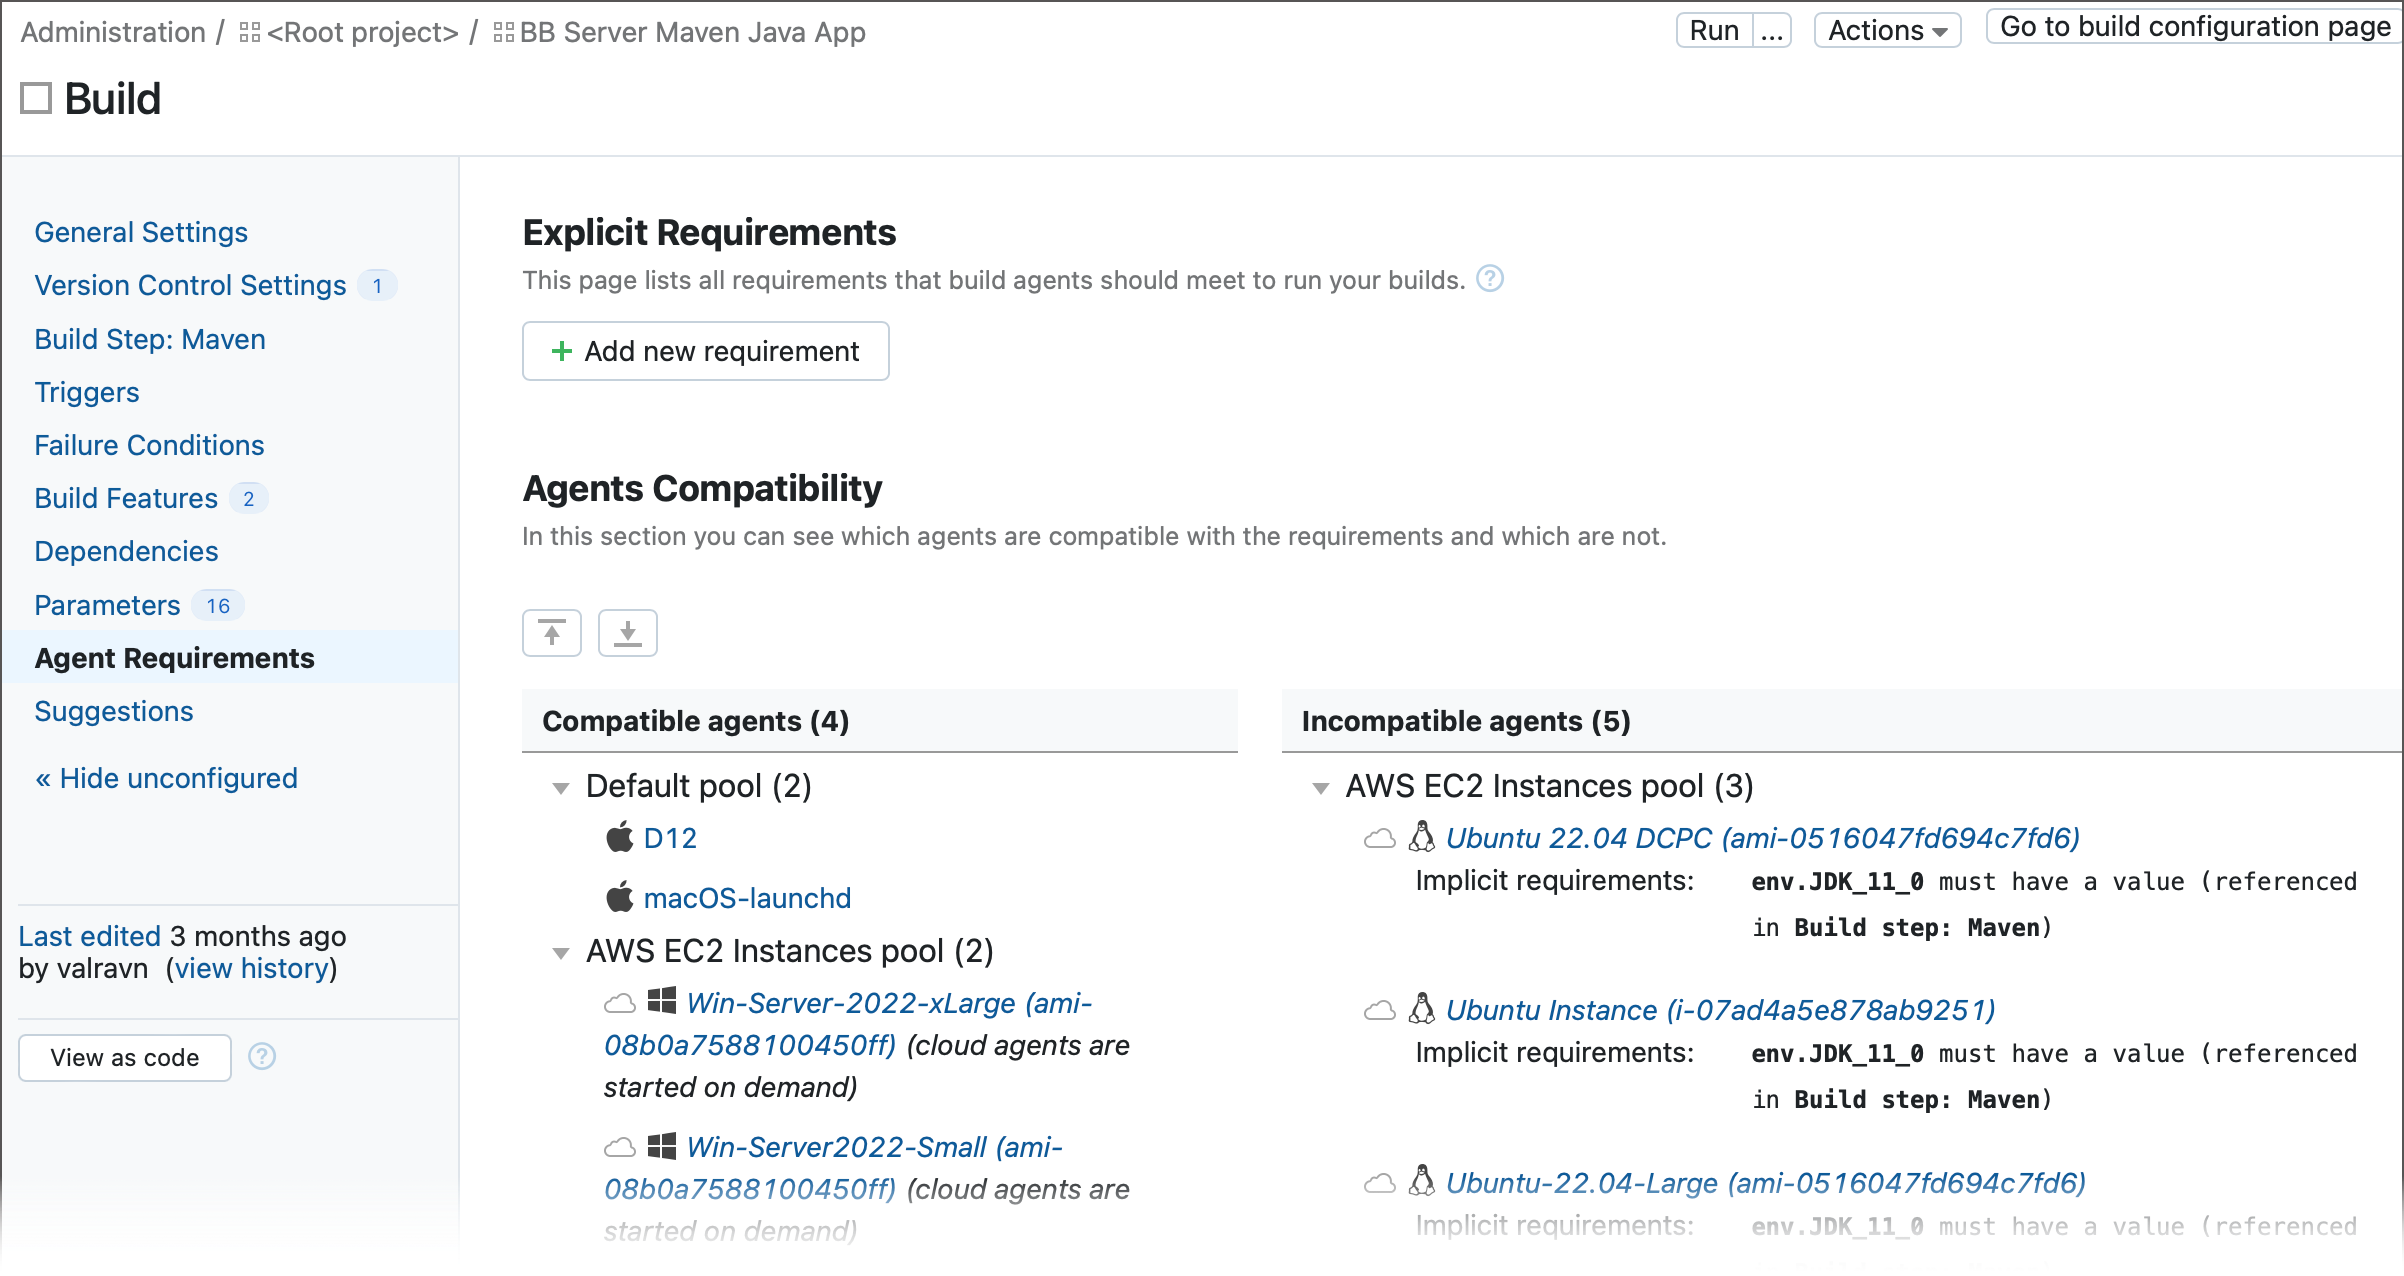 Administration / <Root project> / BB Server Maven Java App
Run ... Actions Go to build configuration page
Build
General Settings
Version Control Settings 1
Build Step: Maven
Triggers
Failure Conditions
Build Features 2
Dependencies
Parameters 16
Agent Requirements
Suggestions
« Hide unconfigured
Last edited 3 months ago
by valravn (view history)
View as code ?
Explicit Requirements
This page lists all requirements that build agents should meet to run your builds. ?
+ Add new requirement
Agents Compatibility
In this section you can see which agents are compatible with the requirements and which are not.
Compatible agents (4)
Default pool (2)
D12
macOS-launchd
AWS EC2 Instances pool (2)
Win-Server-2022-xLarge (ami-
08b0a7588100450ff) (cloud agents are
started on demand)
Win-Server2022-Small (ami-
08b0a7588100450ff) (cloud agents are
started on demand)
Incompatible agents (5)
AWS EC2 Instances pool (3)
Ubuntu 22.04 DCPC (ami-0516047fd694c7fd6)
Implicit requirements: env.JDK_11_0 must have a value (referenced
in Build step: Maven)
Ubuntu Instance (i-07ad4a5e878ab9251)
Implicit requirements: env.JDK_11_0 must have a value (referenced
in Build step: Maven)
Ubuntu-22.04-Large (ami-0516047fd694c7fd6)
Implicit requirements: env.JDK_11_0 must have a value (referenced